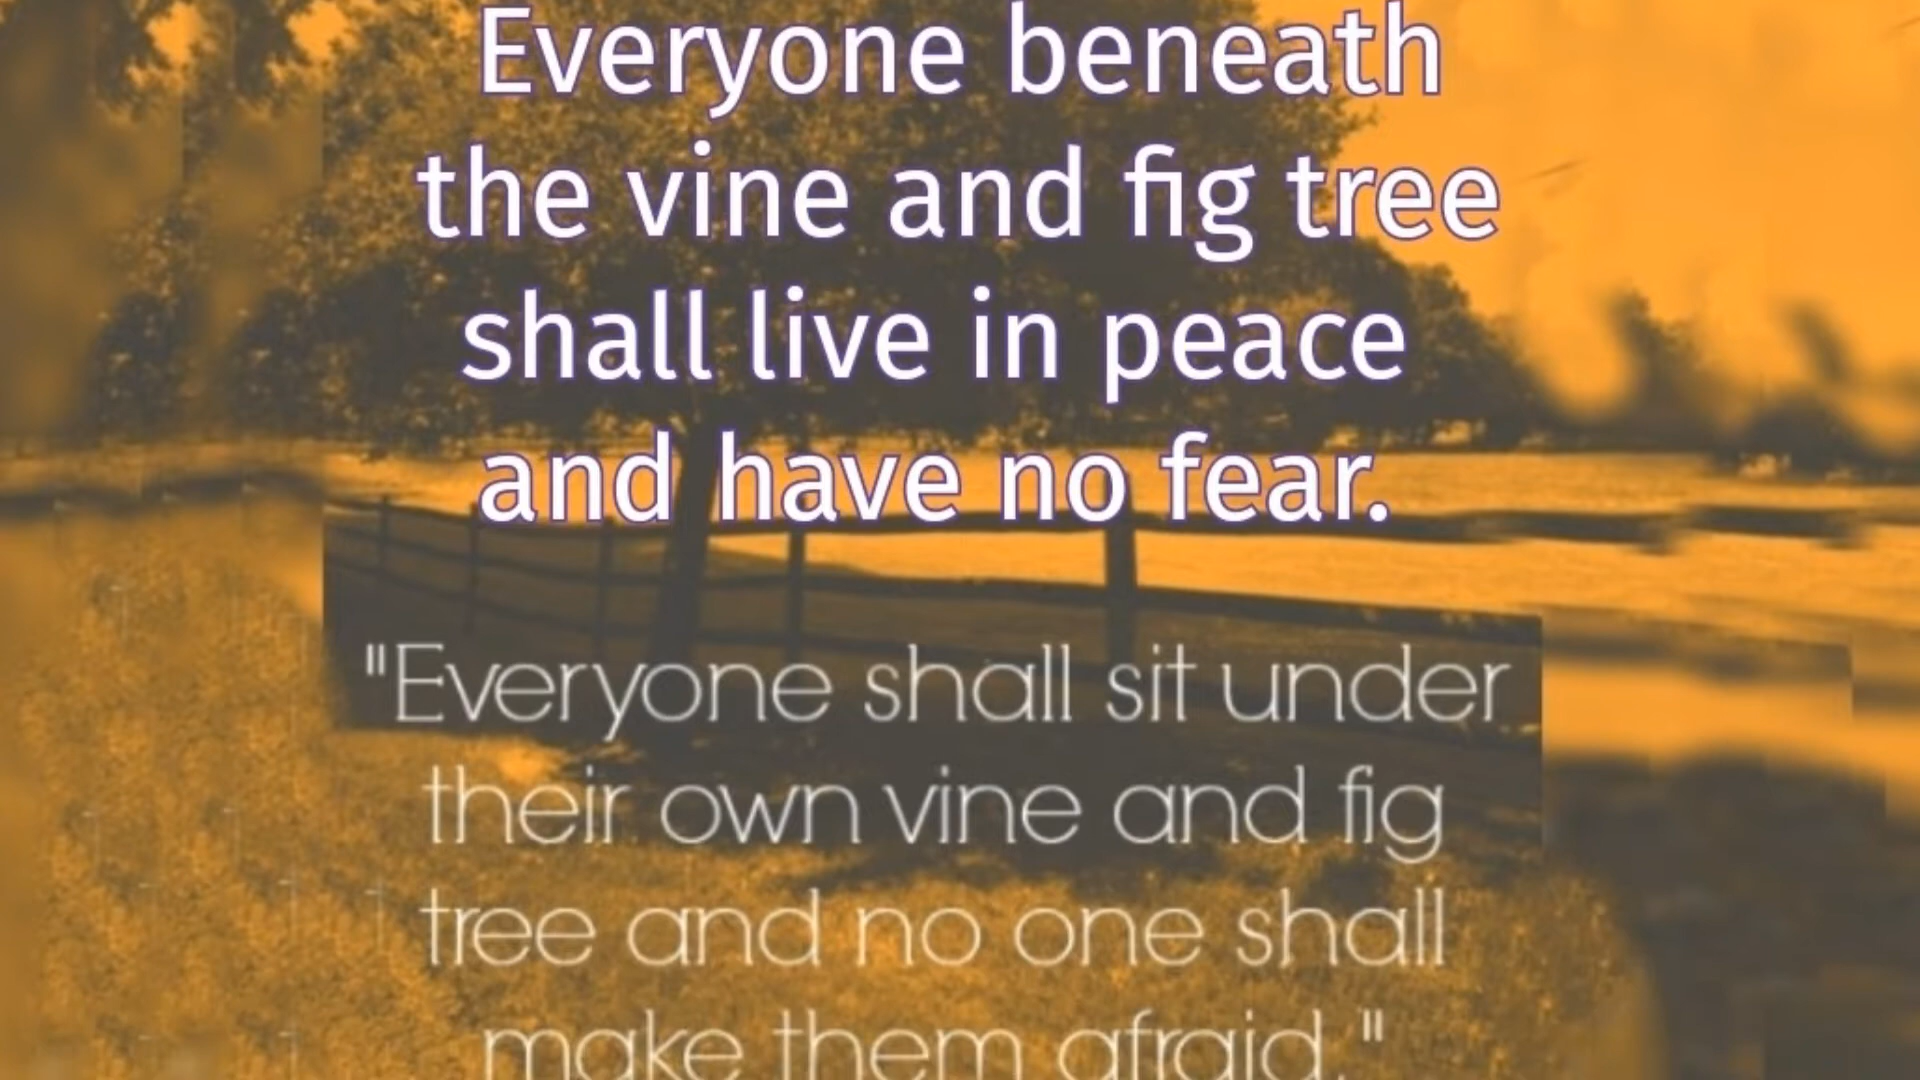 Everyone beneath
the vine and fig tree
shall live in peace
and have no fear.
"Everyone shall sit under
their own vine and fig
tree and no one shall
make them afraid."